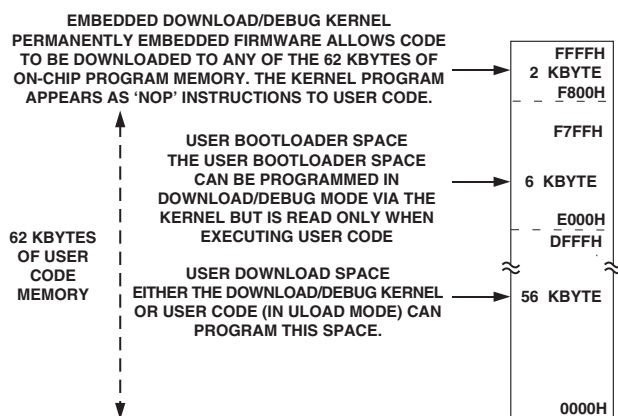 EMBEDDED DOWNLOAD/DEBUG KERNEL
PERMANENTLY EMBEDDED FIRMWARE ALLOWS CODE
TO BE DOWNLOADED TO ANY OF THE 62 KBYTES OF
ON-CHIP PROGRAM MEMORY. THE KERNEL PROGRAM
APPEARS AS ‘NOP’ INSTRUCTIONS TO USER CODE.
FFFFH
2 KBYTE
F800H
USER BOOTLOADER SPACE
THE USER BOOTLOADER SPACE
CAN BE PROGRAMMED IN
DOWNLOAD/DEBUG MODE VIA THE
KERNEL BUT IS READ ONLY WHEN
EXECUTING USER CODE
F7FFH
6 KBYTE
E000H
62 KBYTES
OF USER
CODE
MEMORY
USER DOWNLOAD SPACE
EITHER THE DOWNLOAD/DEBUG KERNEL
OR USER CODE (IN ULOAD MODE) CAN
PROGRAM THIS SPACE.
DFFFH
56 KBYTE
0000H